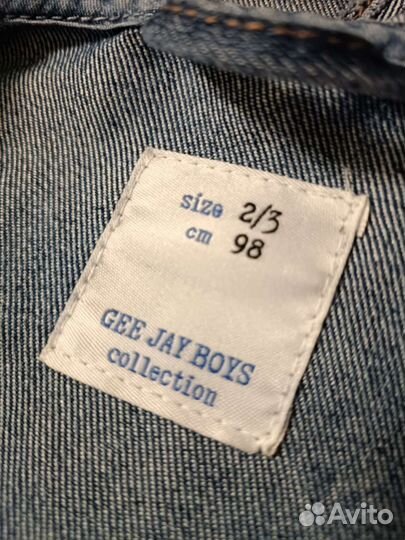 size 2/3
cm 98
GEE JAY BOYS
collection
Avito